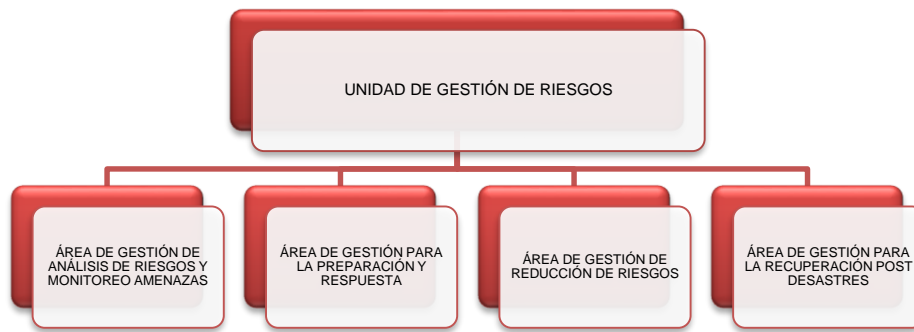 UNIDAD DE GESTIÓN DE RIESGOS
ÁREA DE GESTIÓN DE
ANÁLISIS DE RIESGOS Y
MONITOREO AMENAZAS
ÁREA DE GESTIÓN PARA
LA PREPARACIÓN Y
RESPUESTA
ÁREA DE GESTIÓN DE
REDUCCIÓN DE RIESGOS
ÁREA DE GESTIÓN PARA
LA RECUPERACIÓN POST
DESASTRES